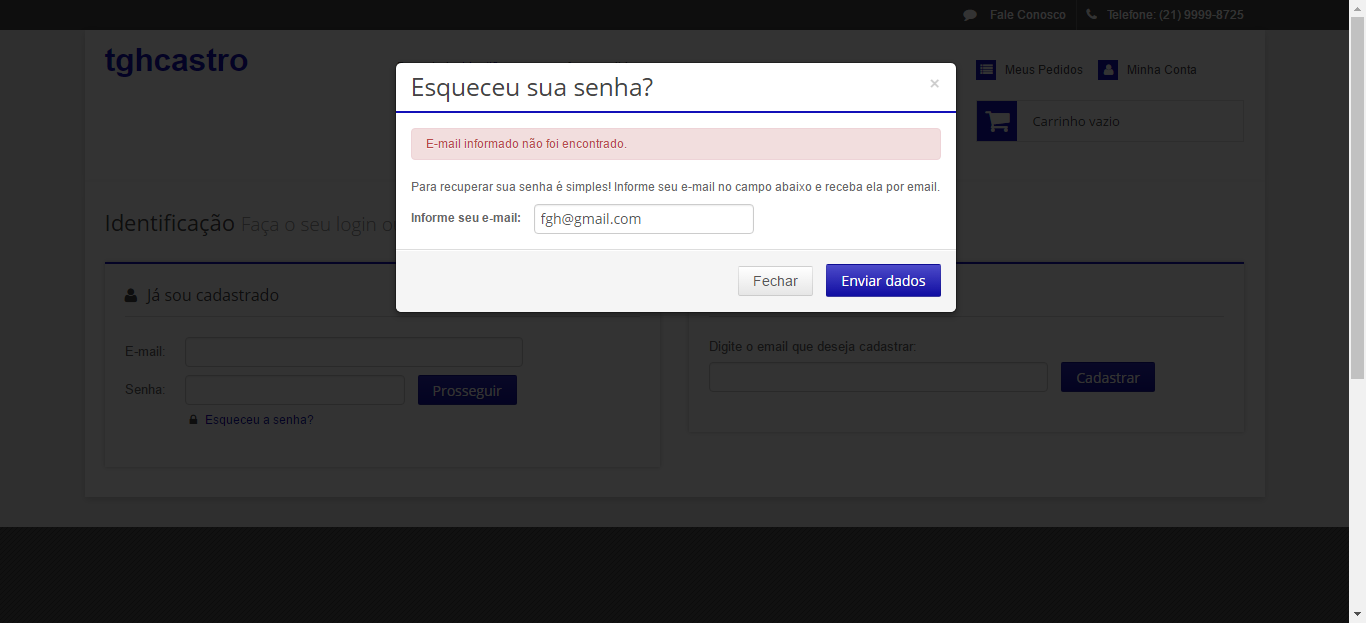 Fale Conosco
Telefone: (21) 9999-8725
tghcastro
Meus Pedidos
Minha Conta
Carrinho vazio
Esqueceu sua senha?
×
E-mail informado não foi encontrado.
Para recuperar sua senha é simples! Informe seu e-mail no campo abaixo e receba ela por email.
Informe seu e-mail:
fgh@gmail.com
Fechar
Enviar dados
Identificação Faça o seu login
Já sou cadastrado
E-mail:
Senha:
Prosseguir
Esqueceu a senha?
Digite o email que deseja cadastrar:
Cadastrar